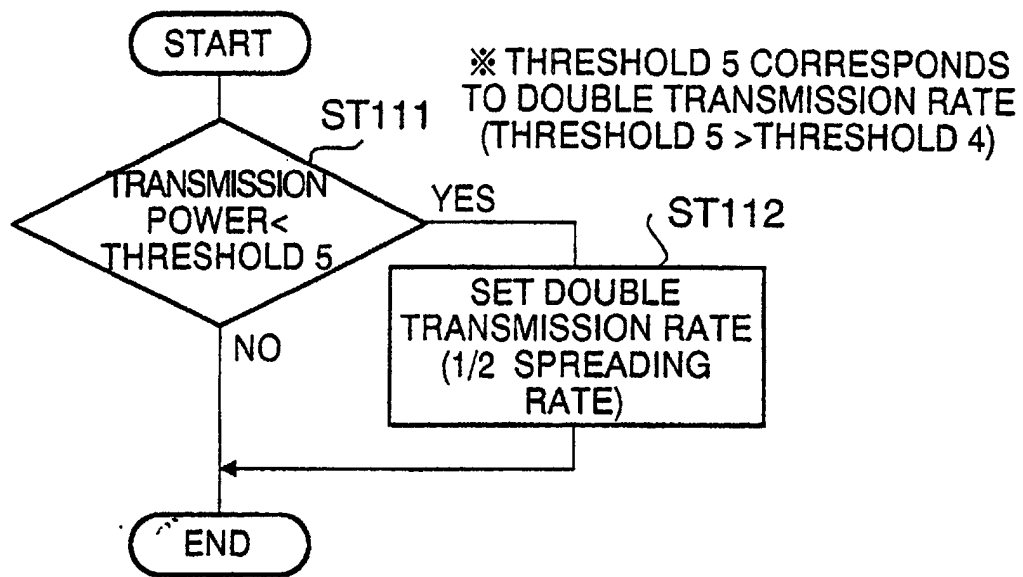 START
※ THRESHOLD 5 CORRESPONDS
TO DOUBLE TRANSMISSION RATE
(THRESHOLD 5 >THRESHOLD 4)
ST111
TRANSMISSION
POWER<
THRESHOLD 5
YES
ST112
SET DOUBLE
TRANSMISSION RATE
(1/2 SPREADING
RATE)
NO
END